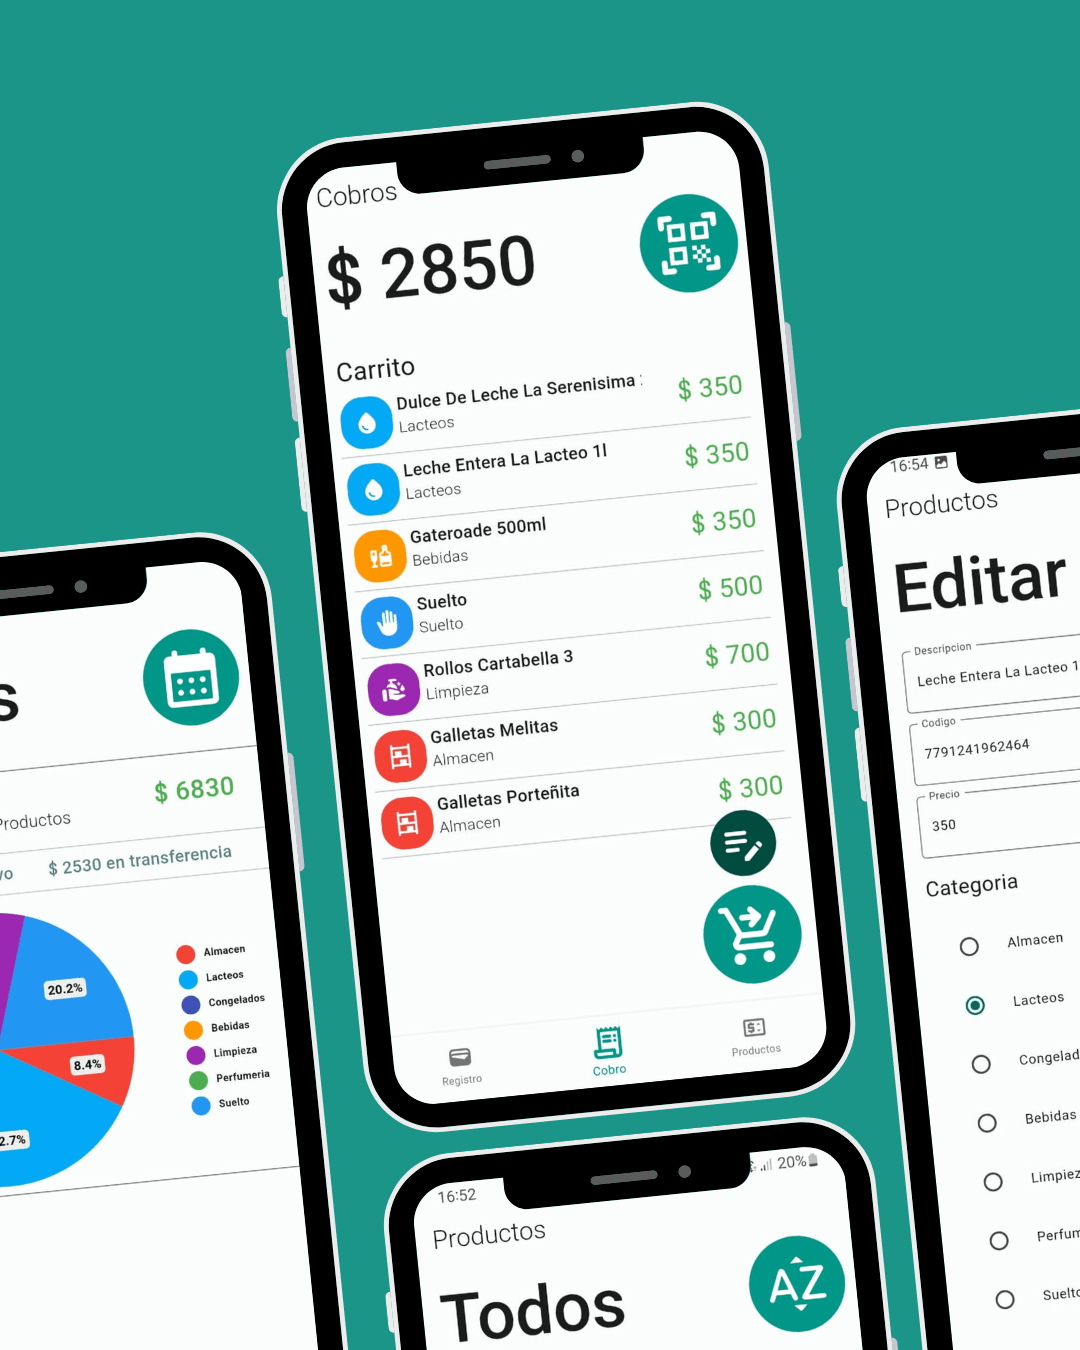 Cobros
$ 2850
Carrito
Dulce De Leche La Serenisima
Lacteos
$ 350
Leche Entera La Lacteo 1l
Lacteos
$ 350
Gateroade 500ml
Bebidas
$ 350
Suelto
Suelto
$ 500
Rollos Cartabella 3
Limpieza
$ 700
Galletas Melitas
Almacen
$ 300
Galletas Porteñita
Almacen
$ 300
Registro
Cobro
Productos
s
$ 6830
Productos
vo
$ 2530 en transferencia
20.2%
8.4%
2.7%
Almacen
Lacteos
Congelados
Bebidas
Limpieza
Perfumeria
Suelto
16:54
Productos
Editar
Descripcion
Leche Entera La Lacteo 1
Codigo
7791241962464
Precio
350
Categoria
Almacen
Lacteos
Congelad
Bebidas
Limpiez
Perfum
Suelto
16:52
20%
Productos
Todos
AZ